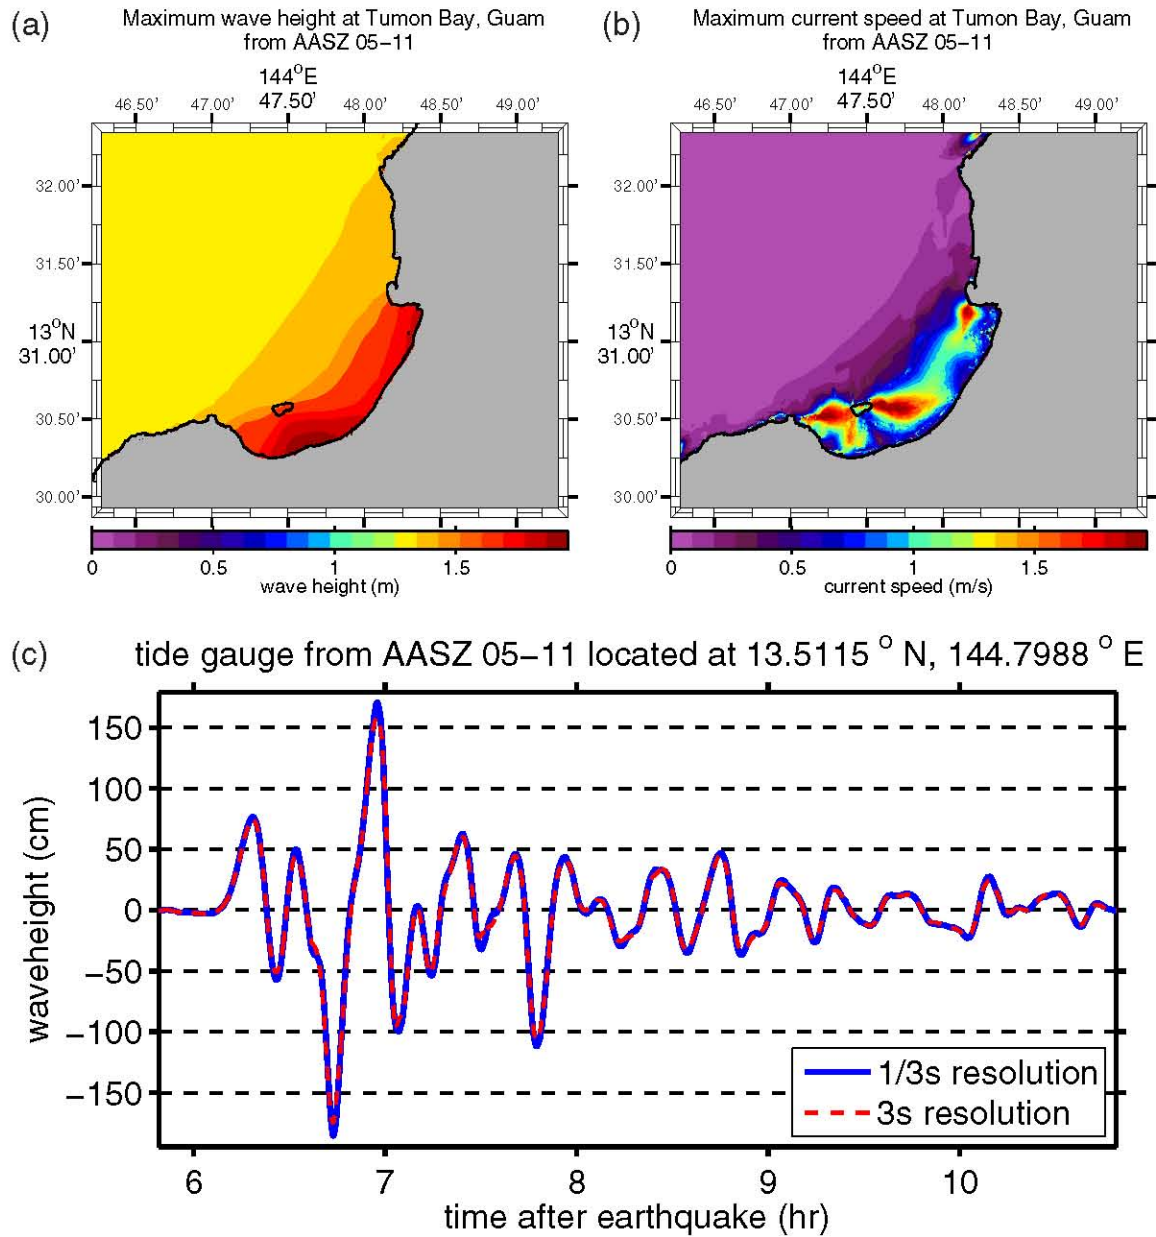 (a)
Maximum wave height at Tumon Bay, Guam
from AASZ 05−11
144°E
46.50' 47.00' 47.50' 48.00' 48.50' 49.00'
32.00'
31.50'
13°N
31.00'
30.50'
30.00'
0 0.5 1 1.5
wave height (m)
(b)
Maximum current speed at Tumon Bay, Guam
from AASZ 05−11
144°E
46.50' 47.00' 47.50' 48.00' 48.50' 49.00'
32.00'
31.50'
13°N
31.00'
30.50'
30.00'
0 0.5 1 1.5
current speed (m/s)
(c)
tide gauge from AASZ 05−11 located at 13.5115 ° N, 144.7988 ° E
150
100
50
0
−50
−100
−150
waveheight (cm)
1/3s resolution
3s resolution
6 7 8 9 10
time after earthquake (hr)